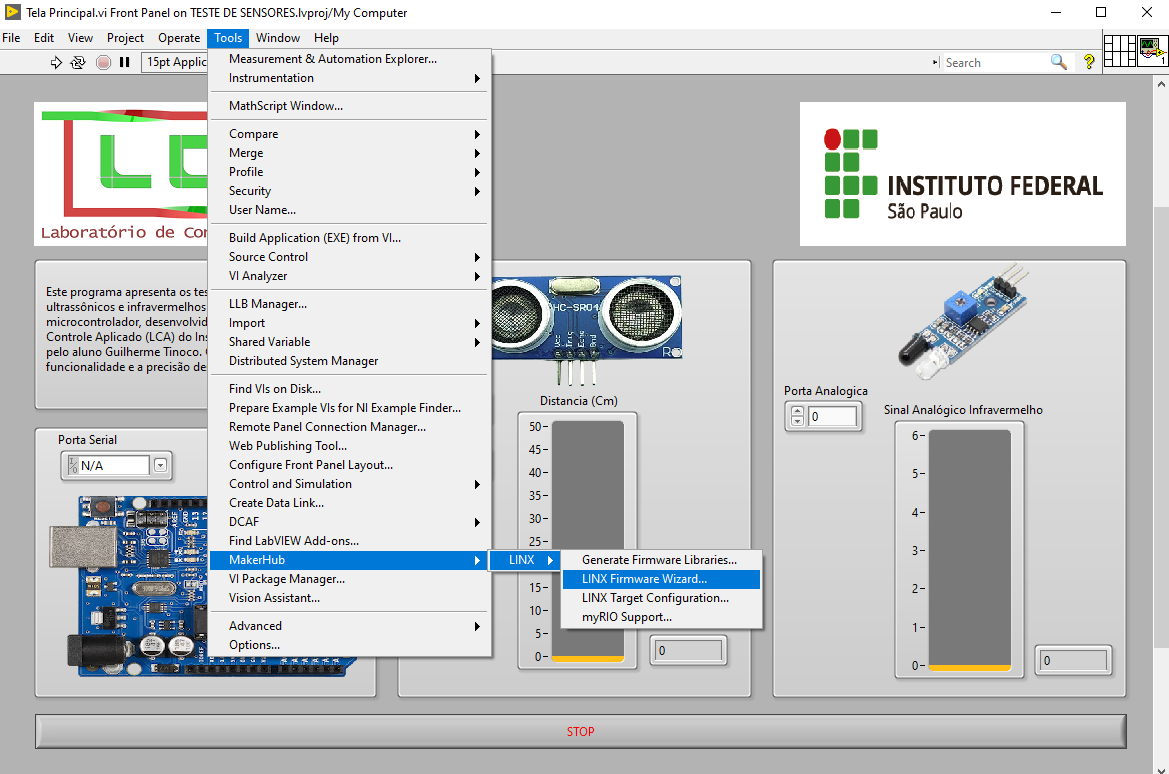 Tela Principal.vi Front Panel on TESTE DE SENSORES.lvproj/My Computer
File Edit View Project Operate Tools Window Help
15pt Applic
Search
1
Measurement & Automation Explorer...
Instrumentation
MathScript Window...
Compare
Merge
Profile
Security
User Name...
Build Application (EXE) from VI...
Source Control
VI Analyzer
LLB Manager...
Import
Shared Variable
Distributed System Manager
Find VIs on Disk...
Prepare Example VIs for NI Example Finder...
Remote Panel Connection Manager...
Web Publishing Tool...
Configure Front Panel Layout...
Control and Simulation
Create Data Link...
DCAF
Find LabVIEW Add-ons...
MakerHub
VI Package Manager...
Vision Assistant...
Advanced
Options...
LINX
Generate Firmware Libraries...
LINX Firmware Wizard...
LINX Target Configuration...
myRIO Support...
Laboratório de Con
INSTITUTO FEDERAL
São Paulo
Este programa apresenta os tes
ultrassônicos e infravermelhos
microcontrolador, desenvolvid
Controle Aplicado (LCA) do Ins
pelo aluno Guilherme Tinoco. 
funcionalidade e a precisão de
Porta Serial
N/A
HC-SR04
Vcc
Trig
Echo
Gnd
Distancia (Cm)
50
45
40
35
30
25
15
10
5
0
0
Porta Analogica
0
Sinal Analógico Infravermelho
6
5
4
3
2
1
0
0
RESET
AREF
STOP